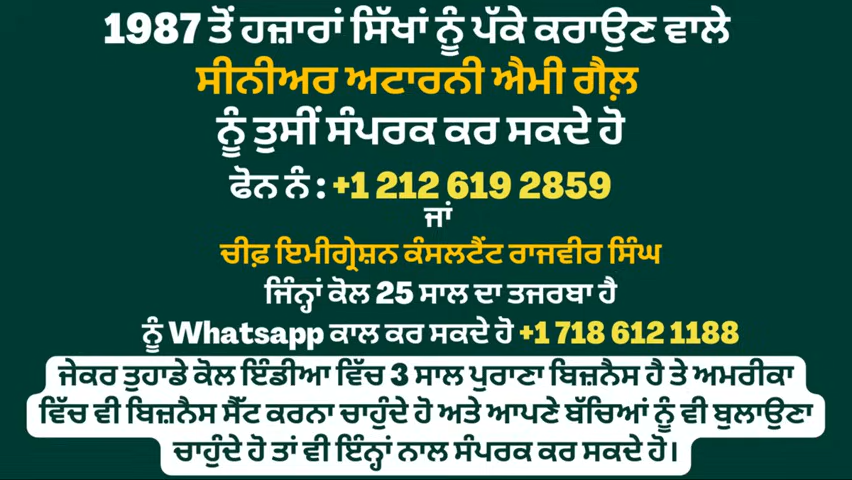 1987 ਤੋਂ ਹਜ਼ਾਰਾਂ ਸਿੱਖਾਂ ਨੂੰ ਪੱਕੇ ਕਰਾਉਣ ਵਾਲੇ
ਸੀਨੀਅਰ ਅਟਾਰਨੀ ਐਮੀ ਗੈਲ਼
ਨੂੰ ਤੁਸੀਂ ਸੰਪਰਕ ਕਰ ਸਕਦੇ ਹੋ
ਫੋਨ ਨੰ : +1 212 619 2859
ਜਾਂ
ਚੀਫ਼ ਇਮੀਗ੍ਰੇਸ਼ਨ ਕੰਸਲਟੈਂਟ ਰਾਜਵੀਰ ਸਿੰਘ
ਜਿੰਨ੍ਹਾਂ ਕੋਲ 25 ਸਾਲ ਦਾ ਤਜਰਬਾ ਹੈ
ਨੂੰ Whatsapp ਕਾਲ ਕਰ ਸਕਦੇ ਹੋ +1 718 612 1188
ਜੇਕਰ ਤੁਹਾਡੇ ਕੋਲ ਇੰਡੀਆ ਵਿੱਚ 3 ਸਾਲ ਪੁਰਾਣਾ ਬਿਜ਼ਨੈਸ ਹੈ ਤੇ ਅਮਰੀਕਾ
ਵਿੱਚ ਵੀ ਬਿਜ਼ਨੈਸ ਸੈੱਟ ਕਰਨਾ ਚਾਹੁੰਦੇ ਹੋ ਅਤੇ ਆਪਣੇ ਬੱਚਿਆਂ ਨੂੰ ਵੀ ਬੁਲਾਉਣਾ
ਚਾਹੁੰਦੇ ਹੋ ਤਾਂ ਵੀ ਇੰਨ੍ਹਾਂ ਨਾਲ ਸੰਪਰਕ ਕਰ ਸਕਦੇ ਹੋ।